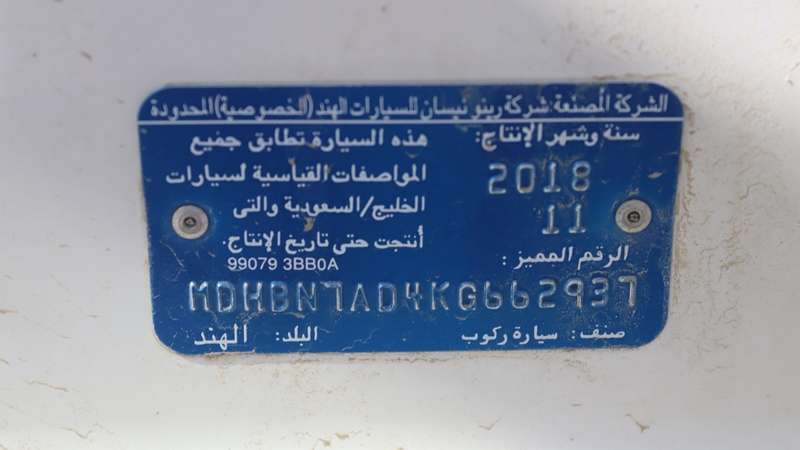 الشركة المصنعة: شركة رينو نيسان للسيارات الهند (الخصوصية) المحدودة
سنة وشهر الإنتاج:
2018
11
هذه السيارة تطابق جميع
المواصفات القياسية لسيارات
الخليج/السعودية والتى
أنتجت حتى تاريخ الإنتاج.
99079 3BB0A
الرقم المميز :
MDHBN7AD4KG662937
صنف: سيارة ركوب
البلد: الهند